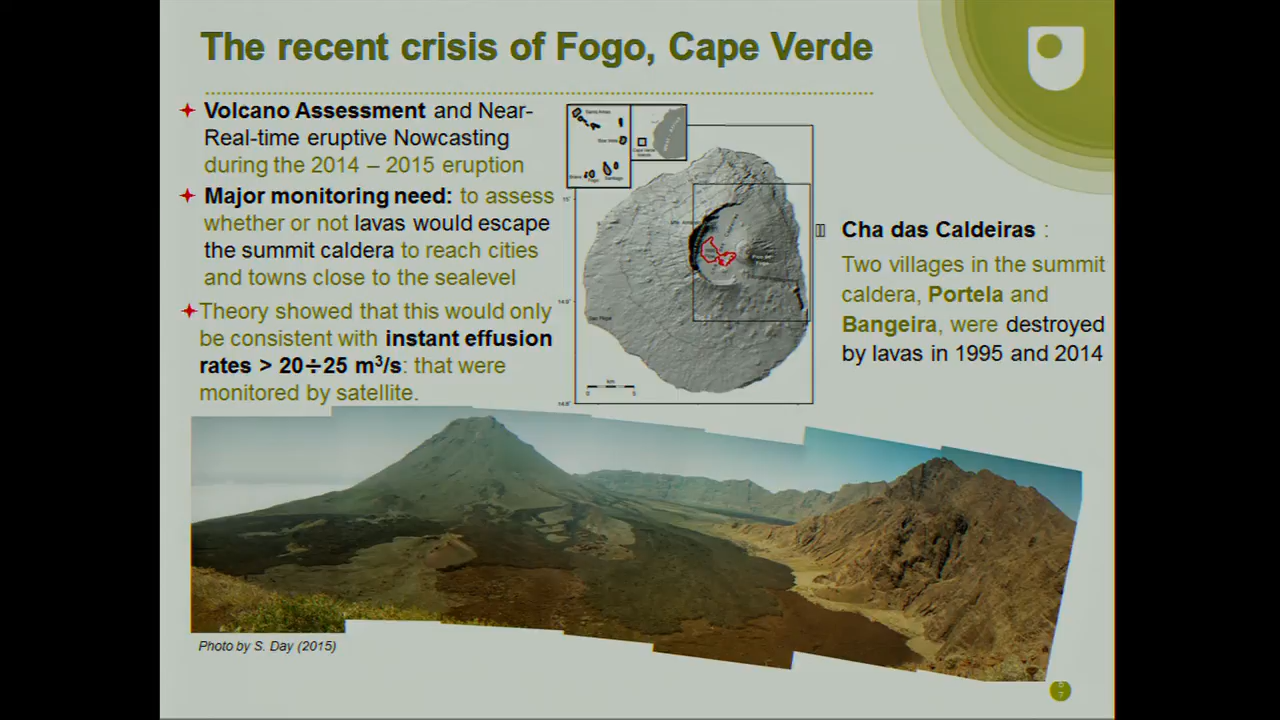 The recent crisis of Fogo, Cape Verde
Volcano Assessment and Near-
Real-time eruptive Nowcasting
during the 2014 – 2015 eruption
Major monitoring need: to assess
whether or not lavas would escape
the summit caldera to reach cities
and towns close to the sealevel
Theory showed that this would only
be consistent with instant effusion
rates > 20÷25 m³/s: that were
monitored by satellite.
Cha das Caldeiras :
Two villages in the summit
caldera, Portela and
Bangeira, were destroyed
by lavas in 1995 and 2014
km
Photo by S. Day (2015)